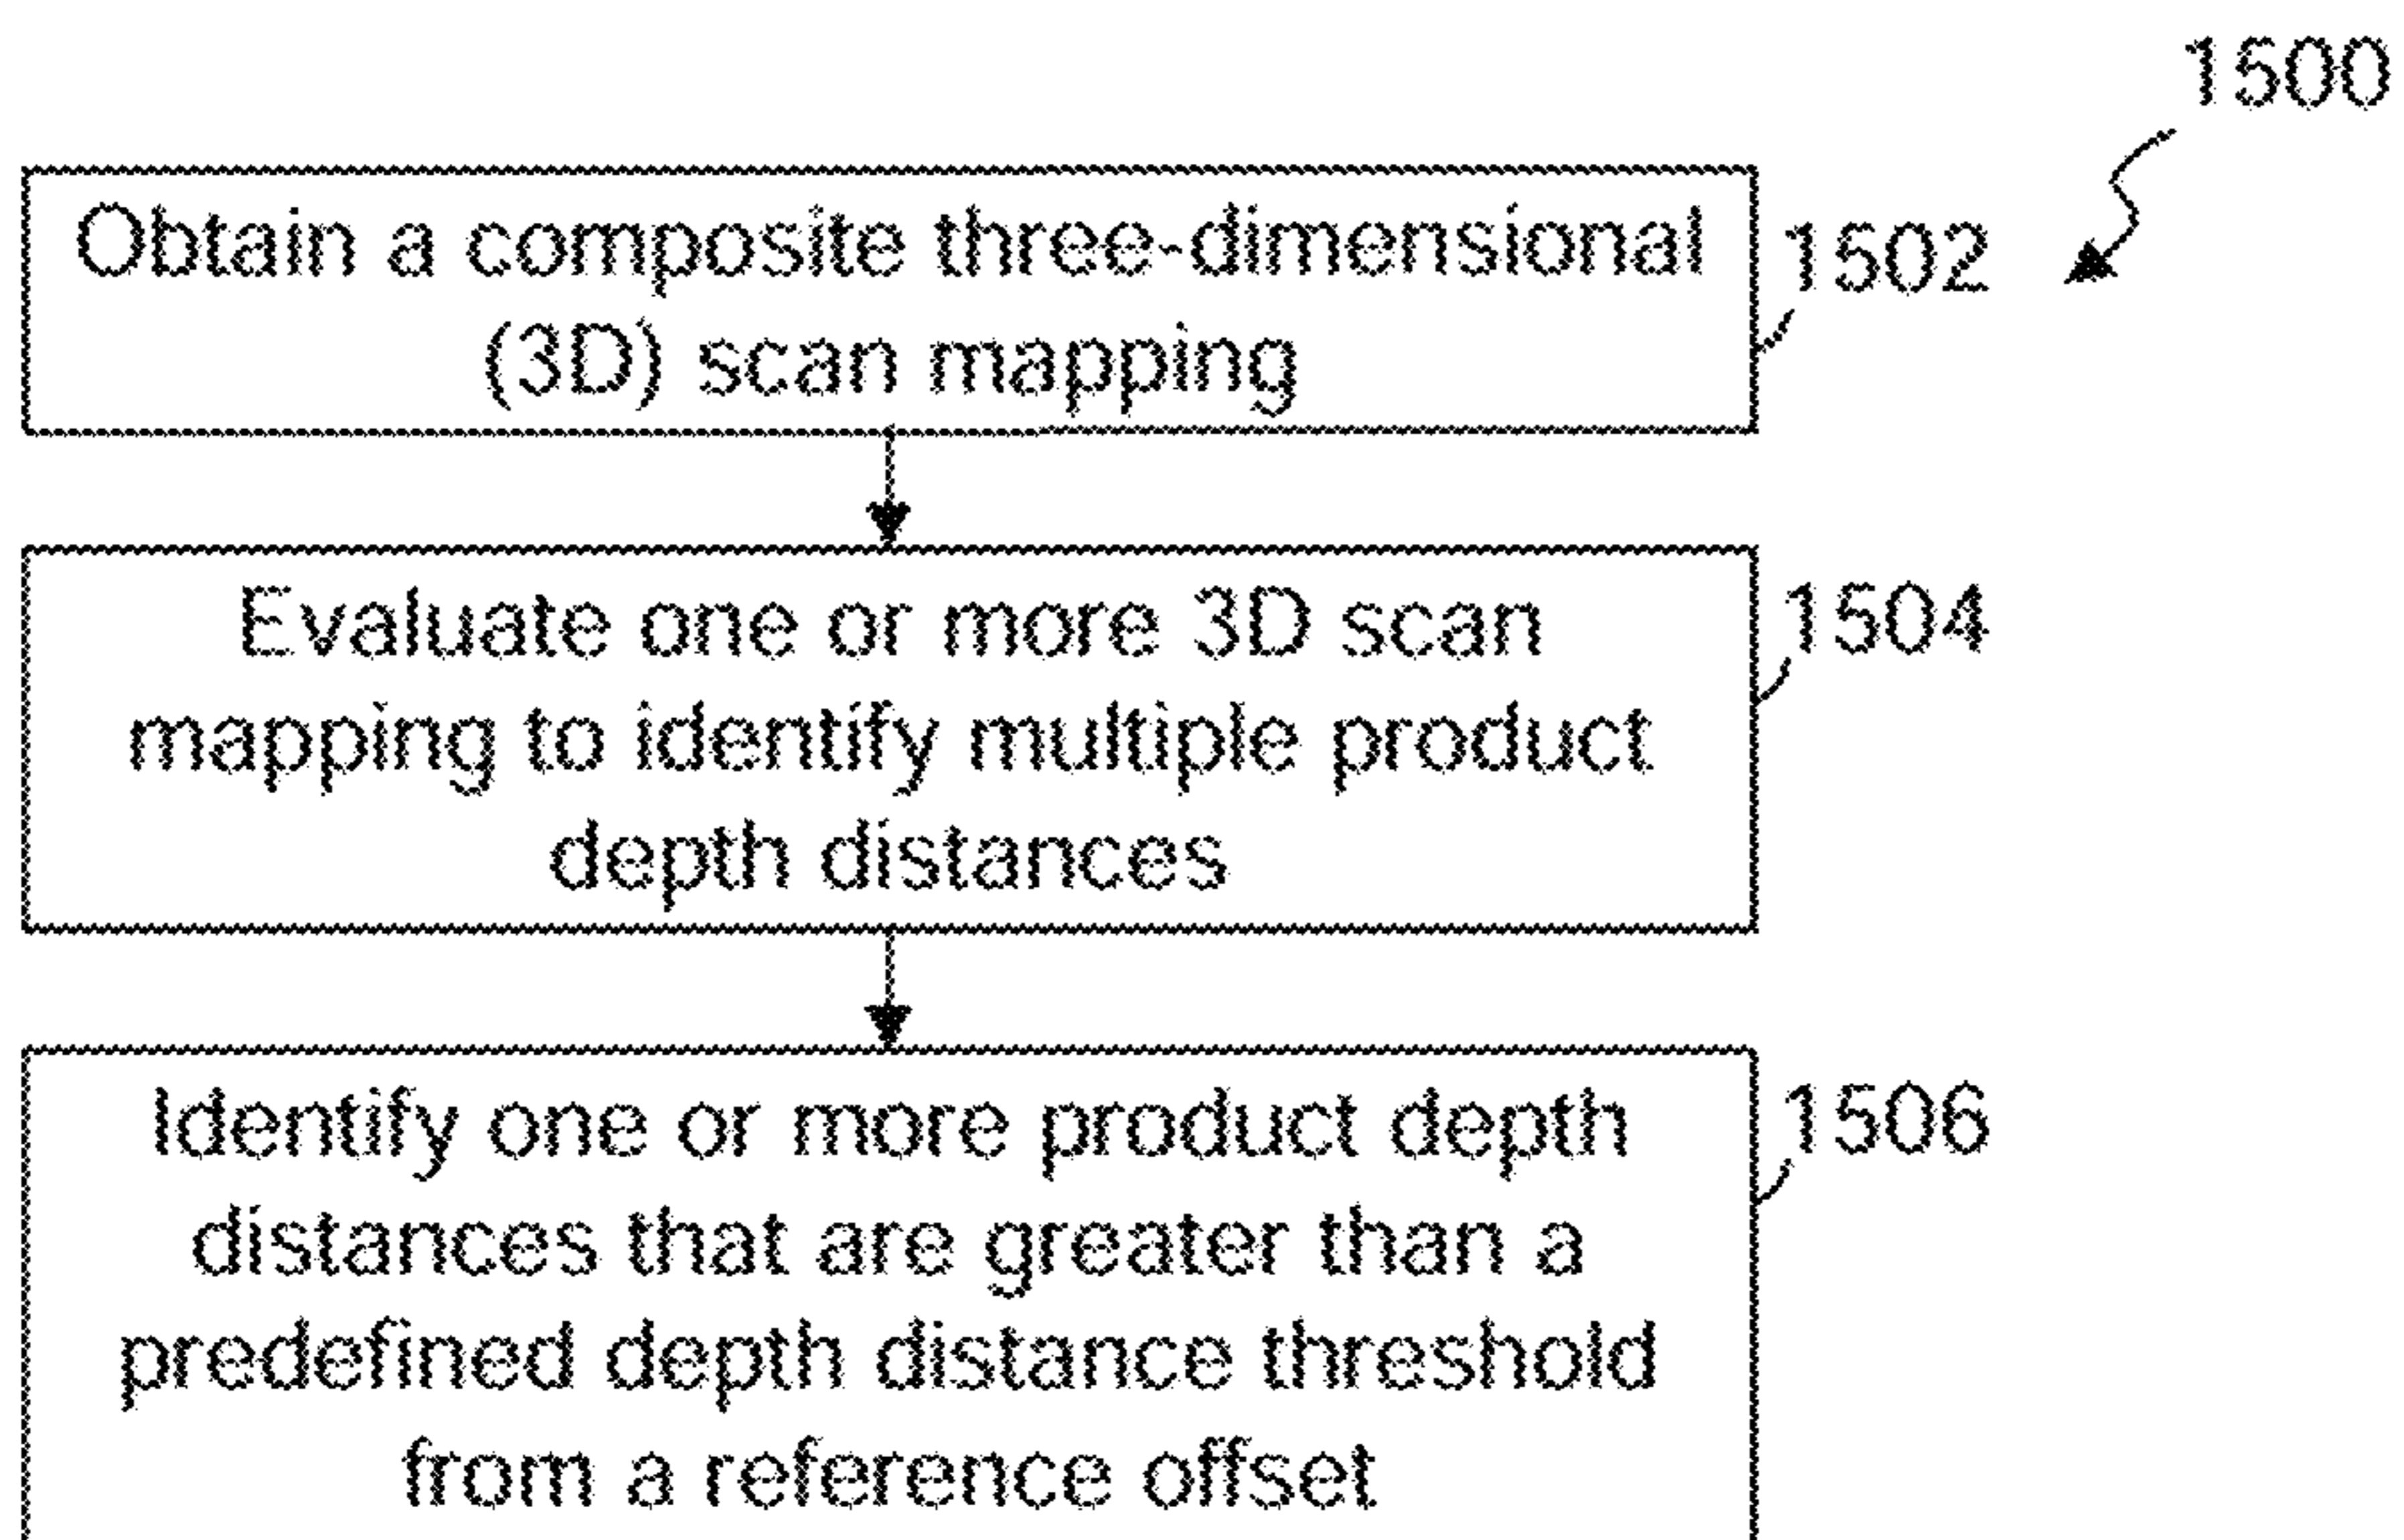 1500
Obtain a composite three-dimensional
(3D) scan mapping
1502
Evaluate one or more 3D scan
mapping to identify multiple product
depth distances
1504
Identify one or more product depth
distances that are greater than a
predefined depth distance threshold
from a reference offset
1506